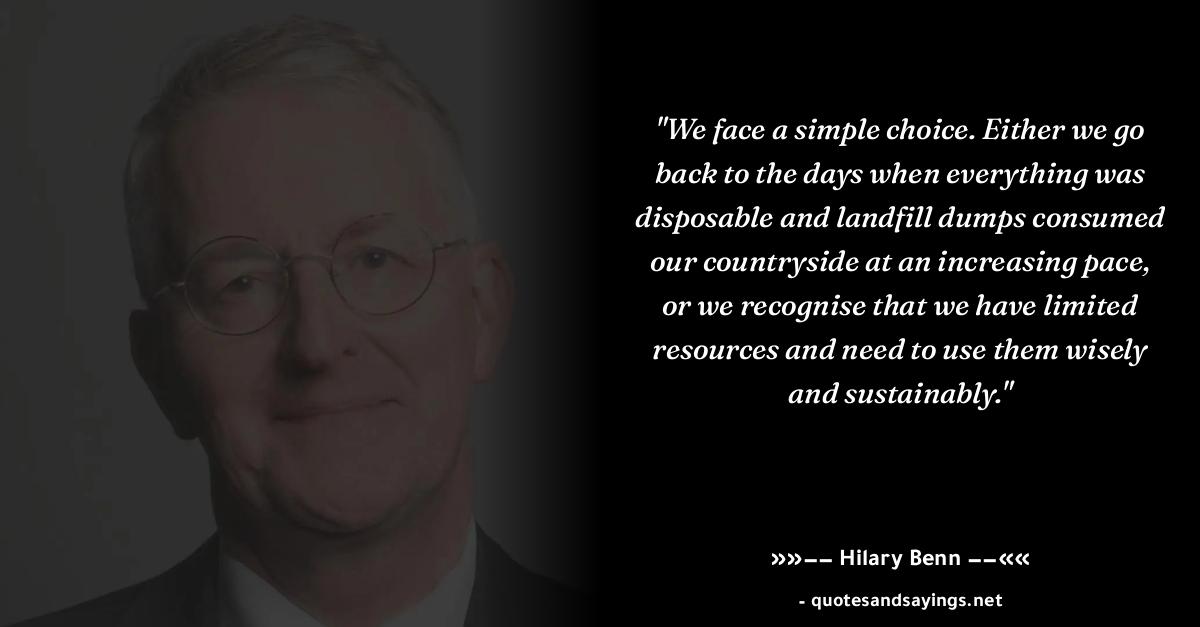 "We face a simple choice. Either we go
back to the days when everything was
disposable and landfill dumps consumed
our countryside at an increasing pace,
or we recognise that we have limited
resources and need to use them wisely
and sustainably."
»»−− Hilary Benn −−««
- quotesandsayings.net